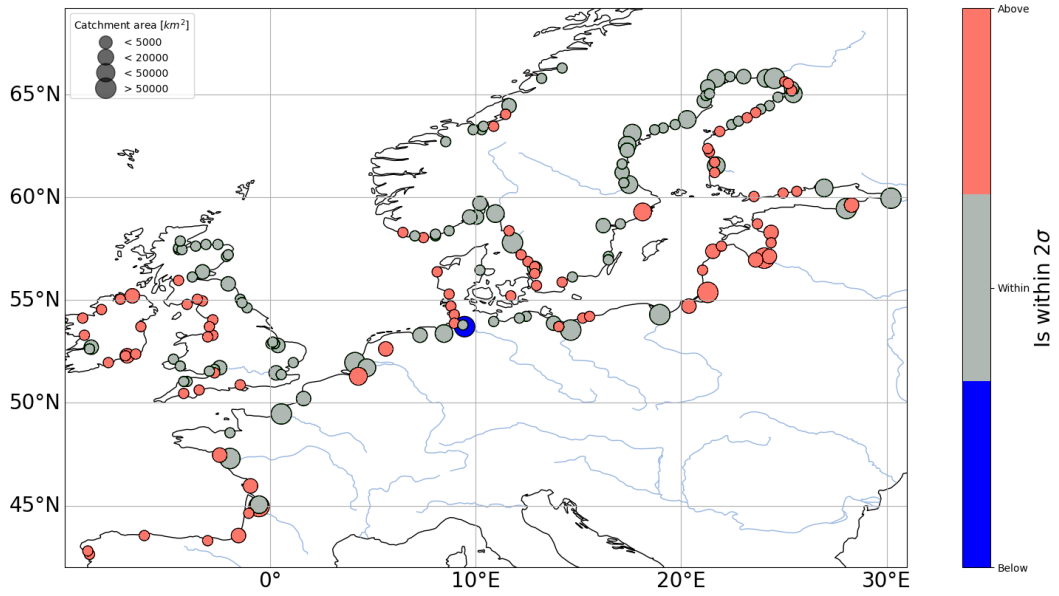 Catchment area [km²]
< 5000
< 20000
< 50000
> 50000
65°N
60°N
55°N
50°N
45°N
0°
10°E
20°E
30°E
Above
Within
Below
Is within 2σ